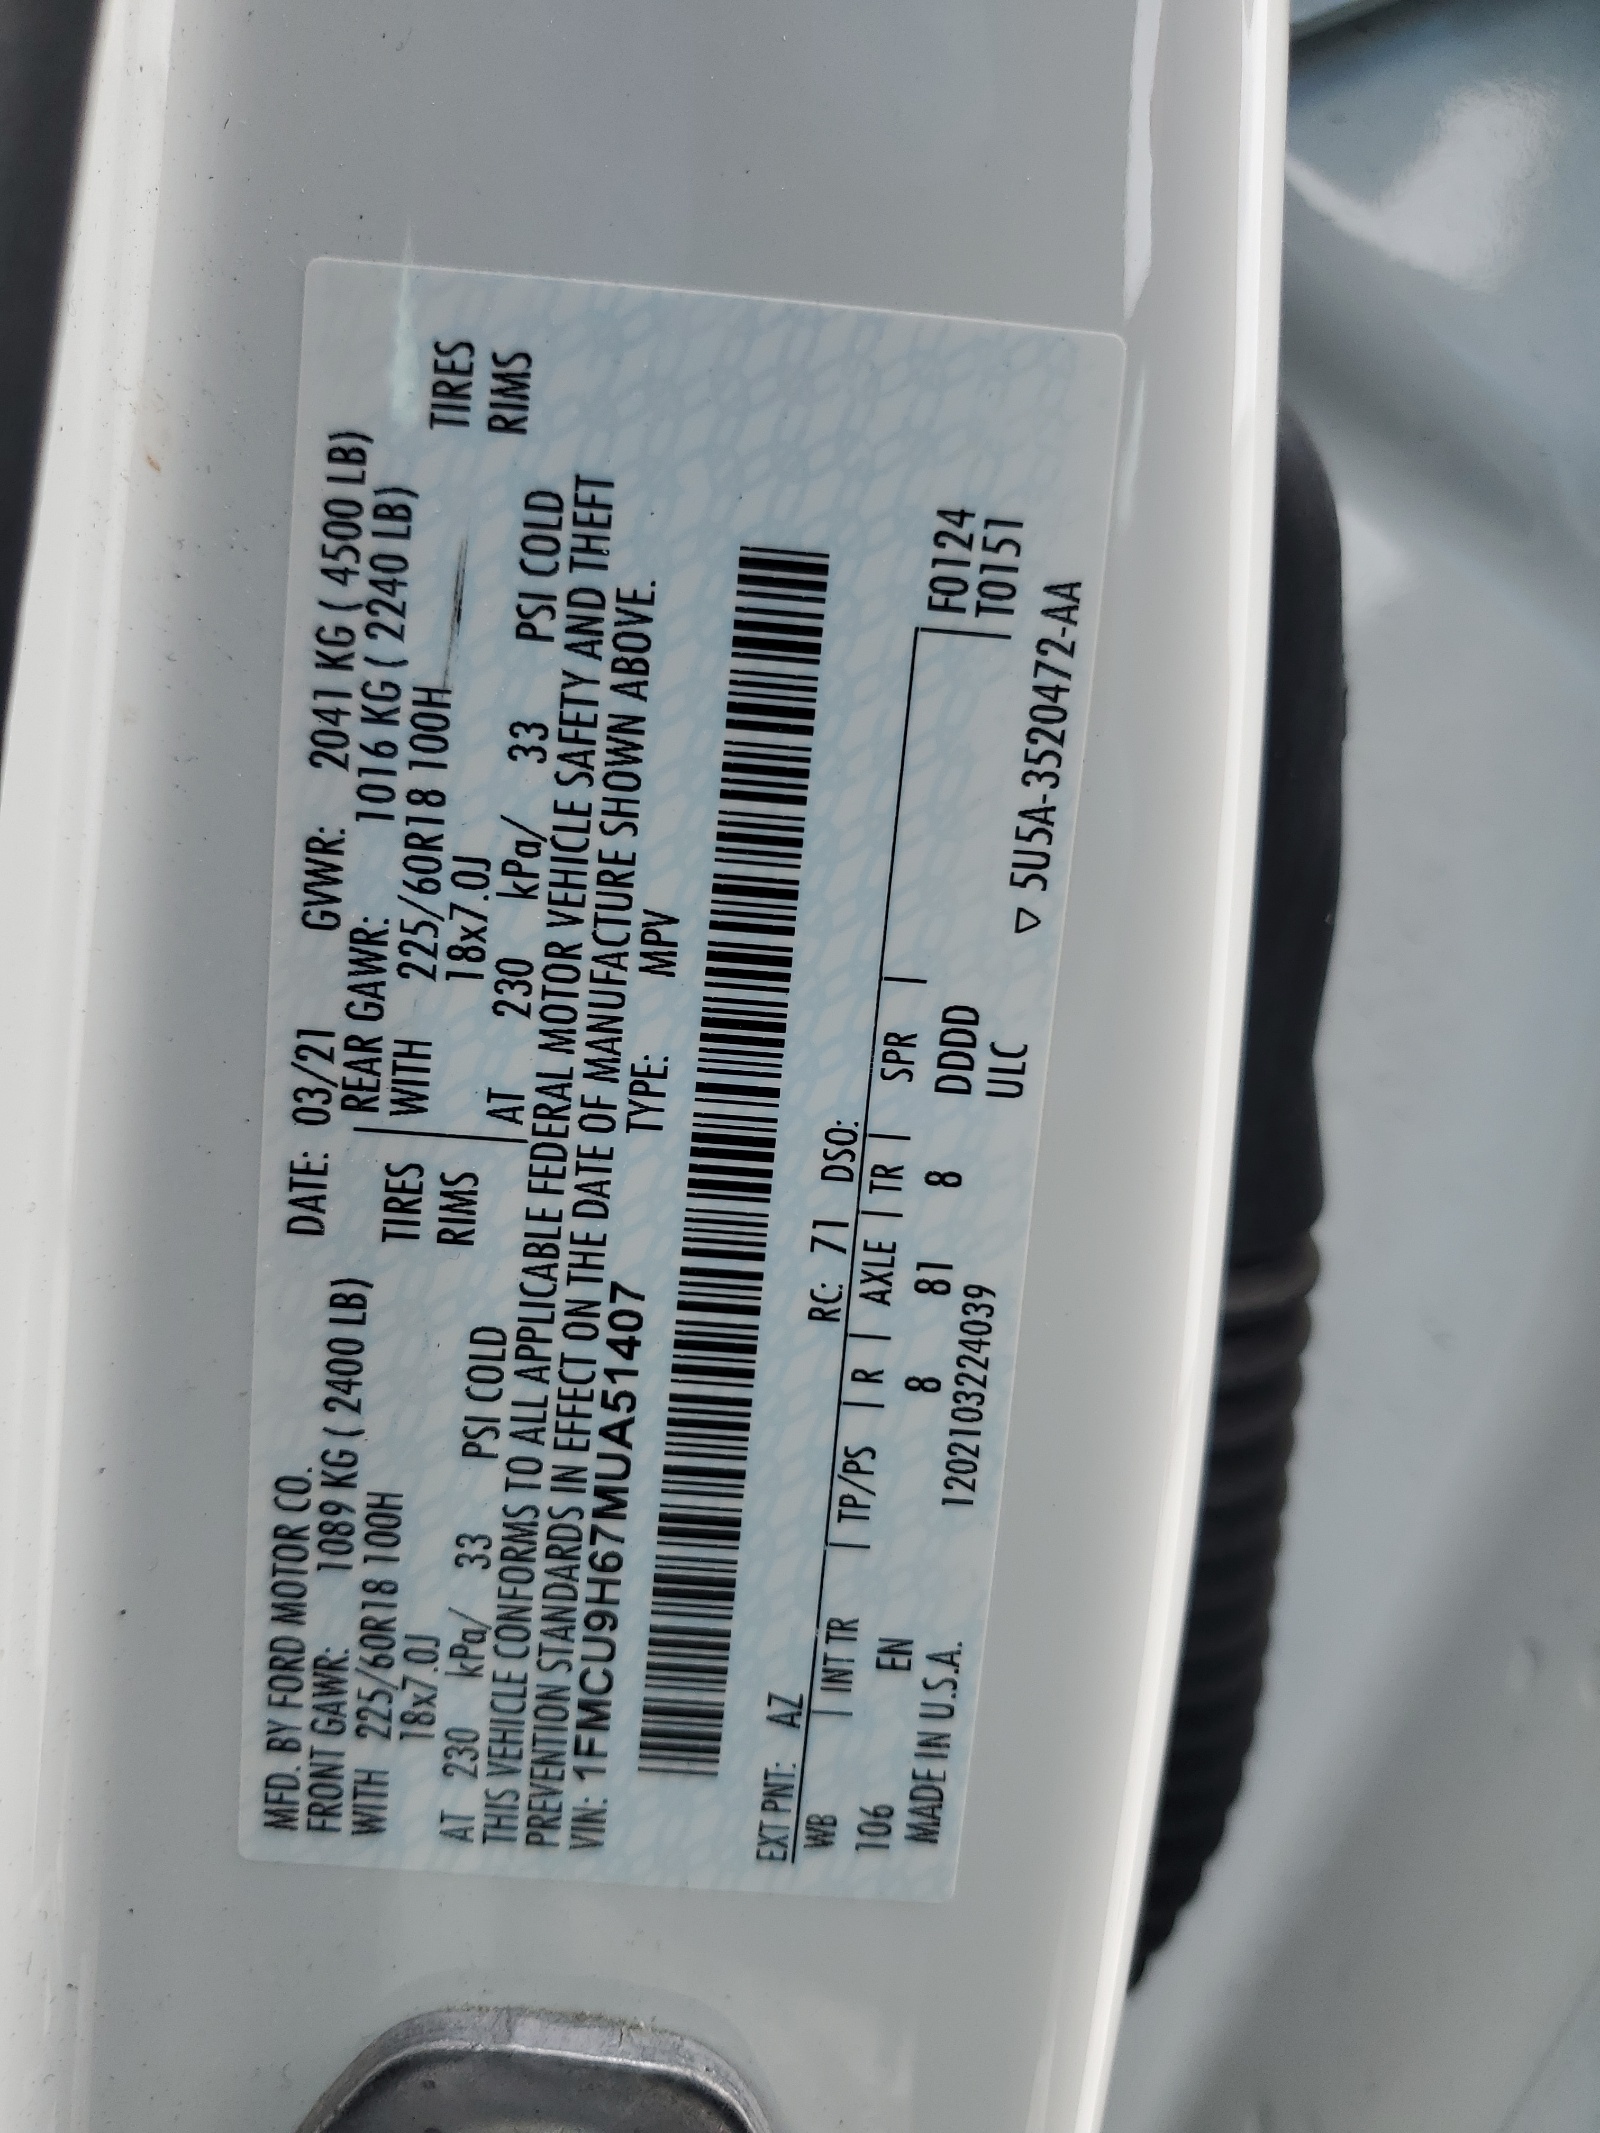 MFD. BY FORD MOTOR CO. DATE: 03/21 GVWR: 2041 KG ( 4500 LB)
FRONT GAWR: 1089 KG ( 2400 LB) REAR GAWR: 1016 KG ( 2240 LB)
WITH 225/60R18 100H TIRES WITH 225/60R18 100H TIRES
18x7.0J RIMS 18x7.0J RIMS
AT 230 kPa/ 33 PSI COLD AT 230 kPa/ 33 PSI COLD
THIS VEHICLE CONFORMS TO ALL APPLICABLE FEDERAL MOTOR VEHICLE SAFETY AND THEFT
PREVENTION STANDARDS IN EFFECT ON THE DATE OF MANUFACTURE SHOWN ABOVE.
VIN: 1FMCU9H67MUA51407 TYPE: MPV
EXT PNT: AZ RC: 71 DSO:
WB | INT TR | TP/PS | R | AXLE | TR | SPR | F0124
106 EN 8 81 8 DDDD T0151
MADE IN U.S.A. 120210322403​9 ULC
▽ 5U5A-3520472-AA